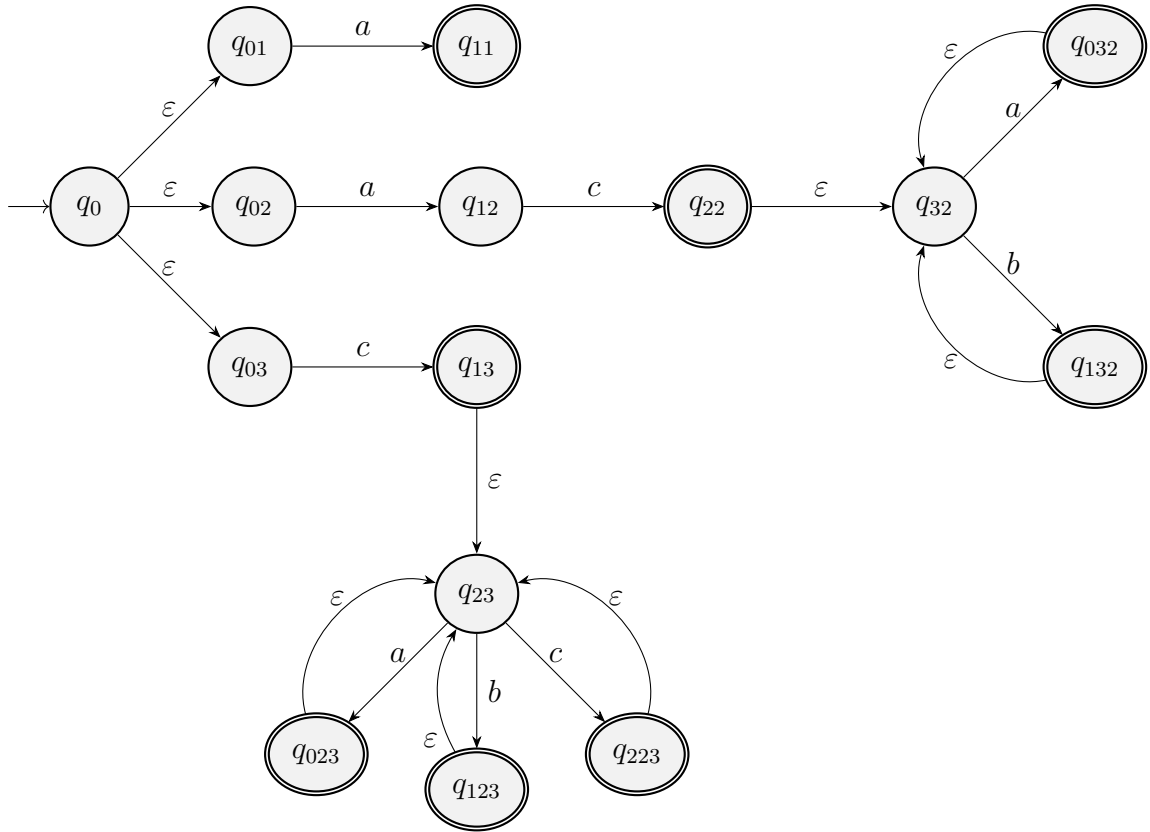 q₀₁ a q₁₁ ε q₀₃₂
ε a
q₀ ε q₀₂ a q₁₂ c q₂₂ ε q₃₂
ε b
q₀₃ c q₁₃ ε q₁₃₂
ε
q₂₃
ε ε
a c
b
ε
q₀₂₃ q₁₂₃ q₂₂₃